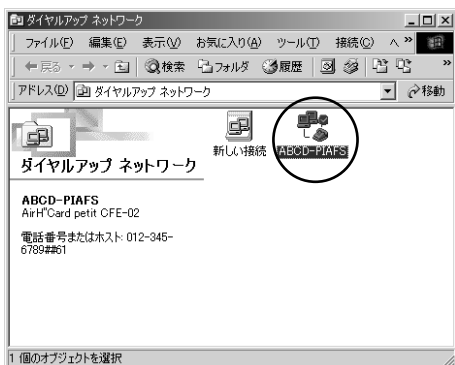 ダイヤルアップ ネットワーク
ファイル(F) 編集(E) 表示(V) お気に入り(A) ツール(T) 接続(C) ヘ »
戻る 検索 フォルダ 履歴 »
アドレス(D) ダイヤルアップ ネットワーク 移動
ダイヤルアップ ネットワーク
新しい接続 ABCD-PIAFS
ABCD-PIAFS
AirH"Card petit CFE-02
電話番号またはホスト: 012-345-
6789##61
1 個のオブジェクトを選択